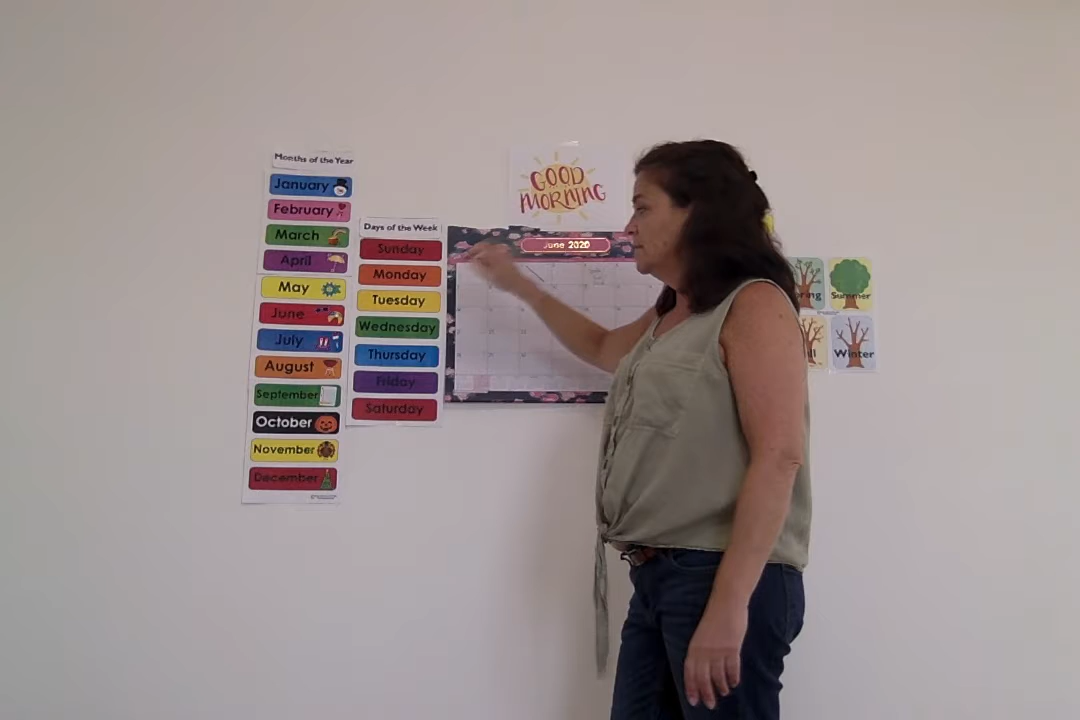 Months of the Year
January
February
March
April
May
June
July
August
September
October
November
December
Days of the Week
Sunday
Monday
Tuesday
Wednesday
Thursday
Friday
Saturday
GOOD
MORNING
June 2020
Summer
Winter